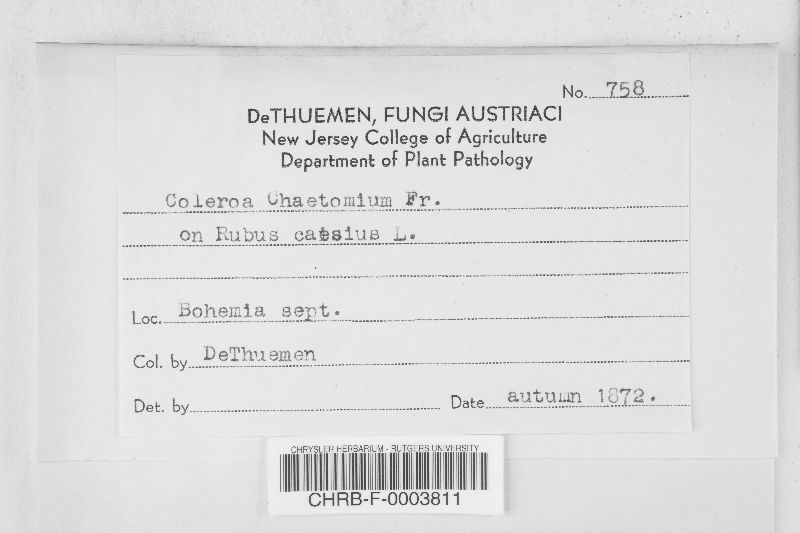 No. 758
DeTHUEMEN, FUNGI AUSTRIACI
New Jersey College of Agriculture
Department of Plant Pathology
Coleroa Chaetomium Fr.
on Rubus caesius L.
Loc. Bohemia sept.
Col. by DeThuemen
Det. by
Date autumn 1872.
CHRYSLER HERBARIUM - RUTGERS UNIVERSITY
CHRB-F-0003811